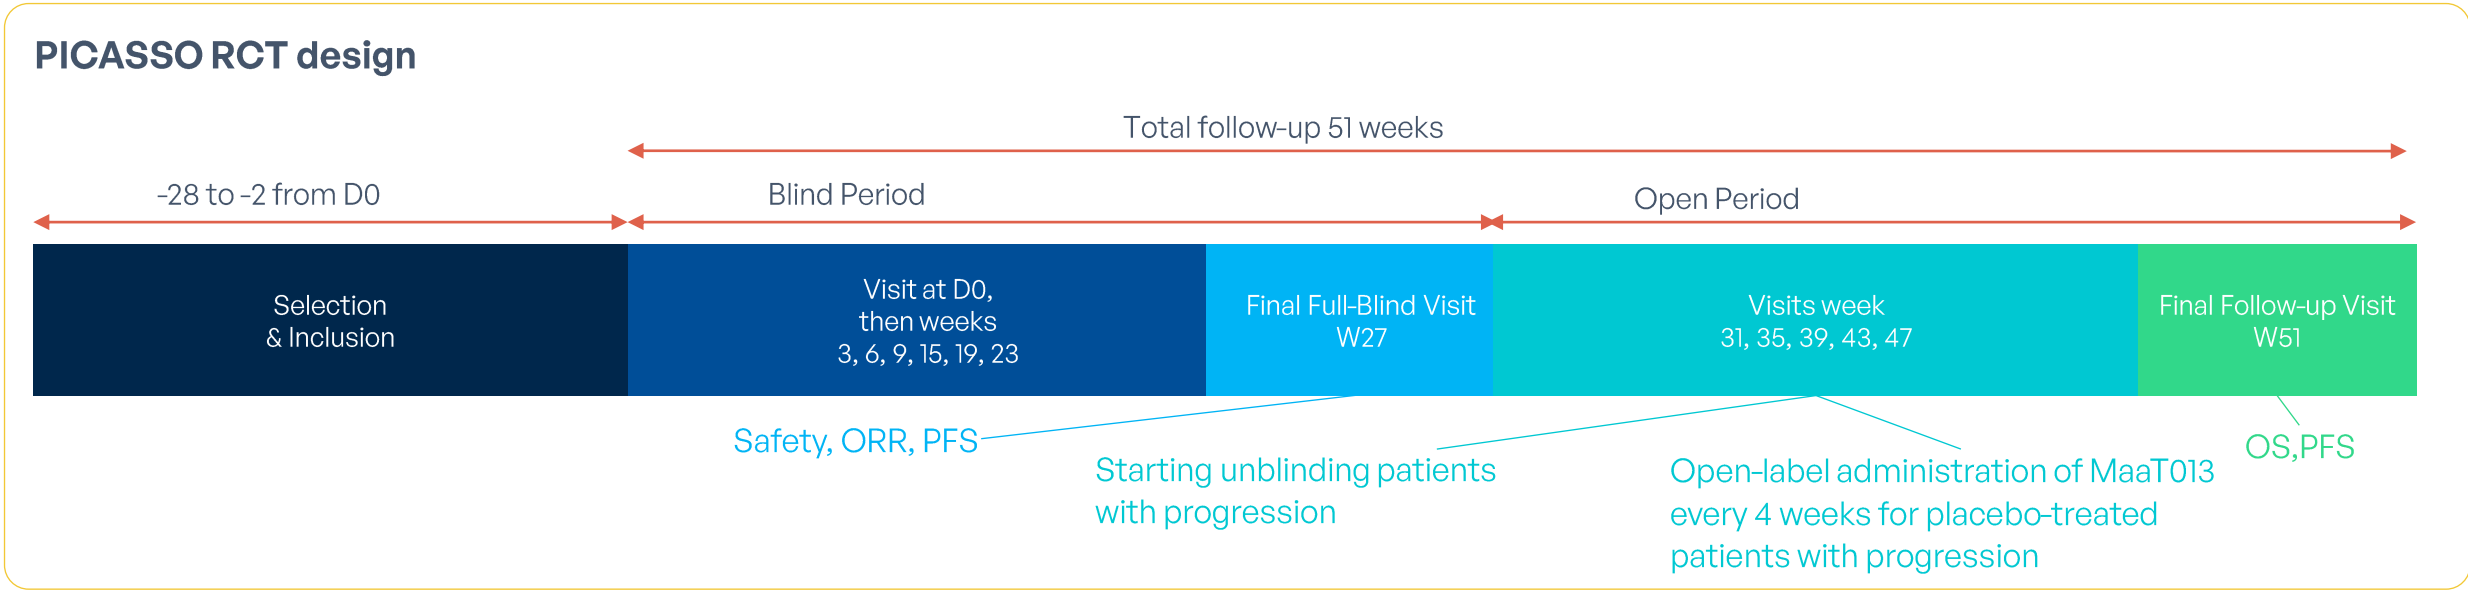 PICASSO RCT design
Total follow-up 51 weeks
-28 to -2 from D0
Blind Period
Open Period
Selection
& Inclusion
Visit at D0,
then weeks
3, 6, 9, 15, 19, 23
Final Full-Blind Visit
W27
Visits week
31, 35, 39, 43, 47
Final Follow-up Visit
W51
Safety, ORR, PFS
Starting unblinding patients
with progression
Open-label administration of MaaT013
every 4 weeks for placebo-treated
patients with progression
OS,PFS